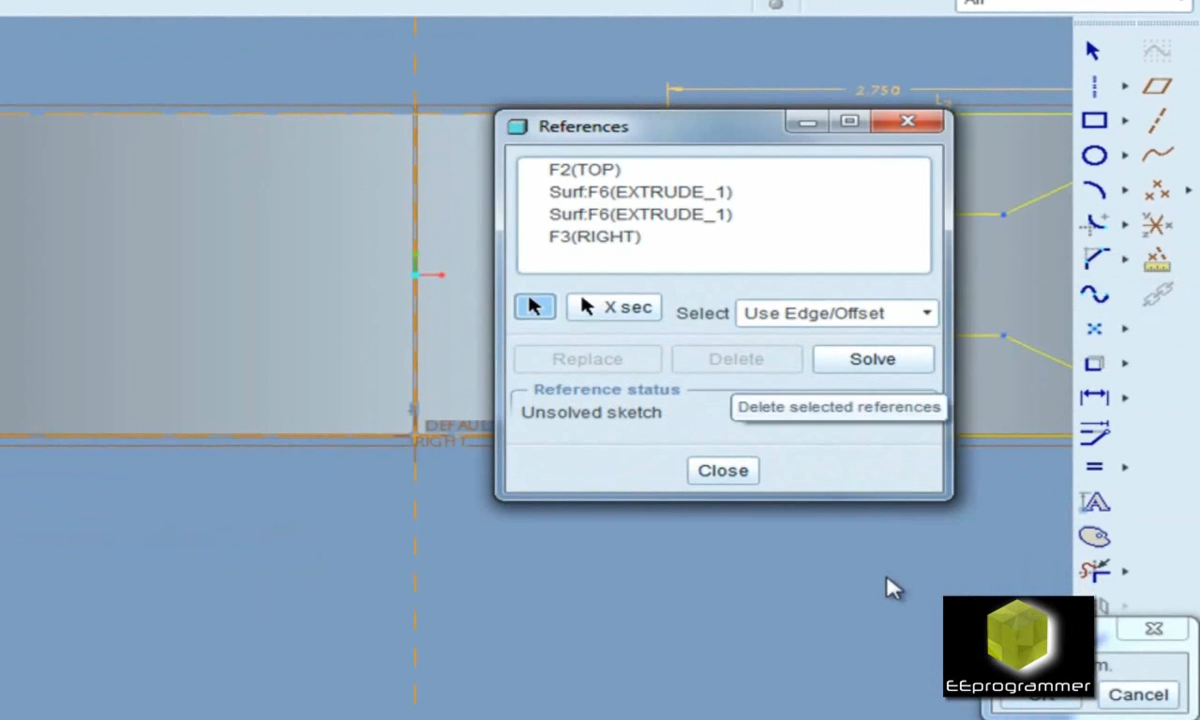 2.750
References
F2(TOP)
Surf:F6(EXTRUDE_1)
Surf:F6(EXTRUDE_1)
F3(RIGHT)
X sec
Select
Use Edge/Offset
Replace
Delete
Solve
Reference status
Unsolved sketch
Delete selected references
RIGHT
Close
EEprogrammer
Cancel